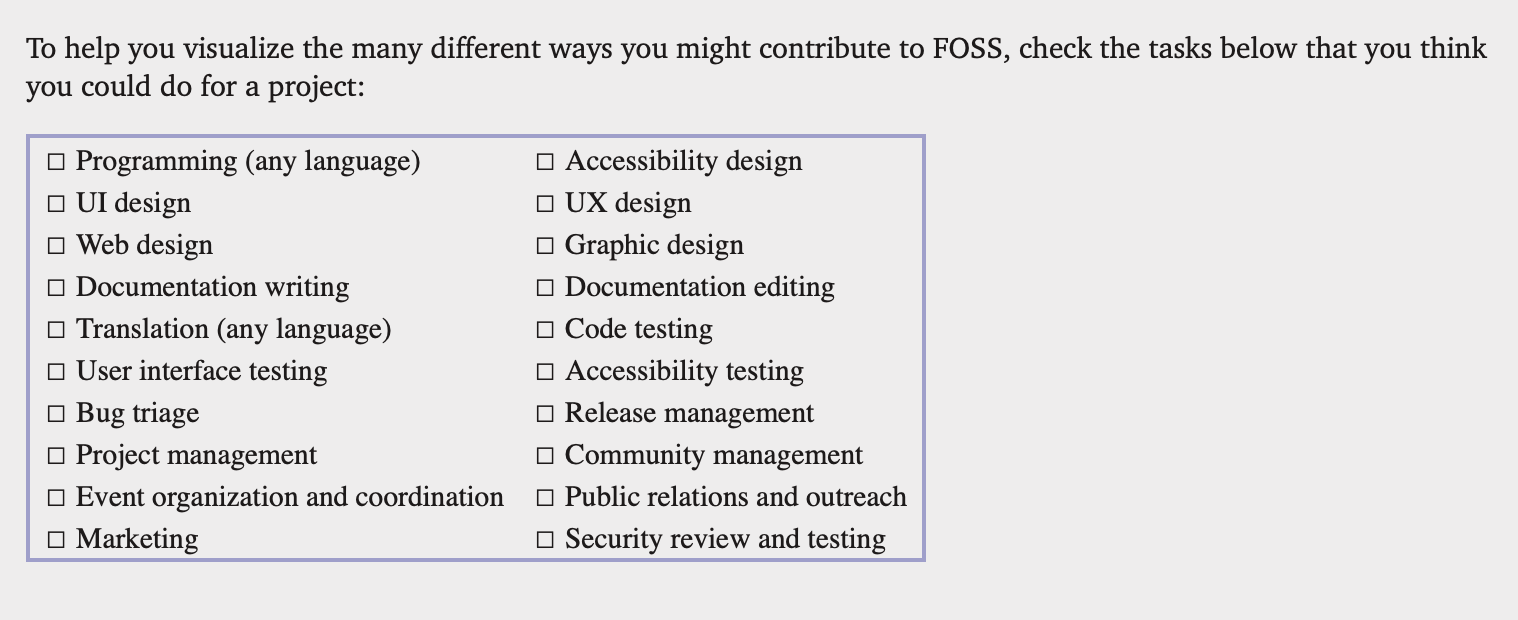 To help you visualize the many different ways you might contribute to FOSS, check the tasks below that you think
you could do for a project:
☐ Programming (any language)
☐ UI design
☐ Web design
☐ Documentation writing
☐ Translation (any language)
☐ User interface testing
☐ Bug triage
☐ Project management
☐ Event organization and coordination
☐ Marketing
☐ Accessibility design
☐ UX design
☐ Graphic design
☐ Documentation editing
☐ Code testing
☐ Accessibility testing
☐ Release management
☐ Community management
☐ Public relations and outreach
☐ Security review and testing